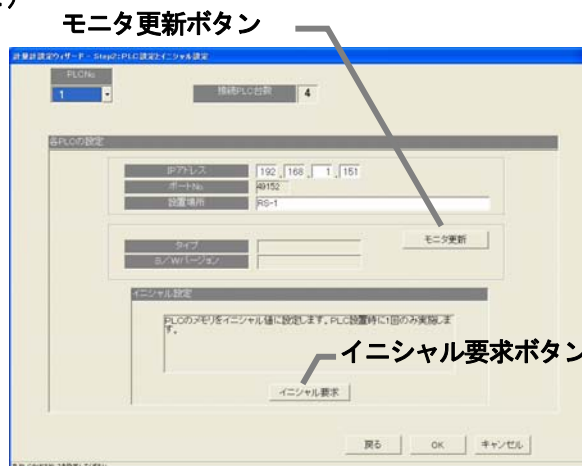 モニタ更新ボタン
計量計設定ウィザード - Step2:PLC設定とイニシャル設定
PLCNo
1
接続PLC台数 4
各PLCの設定
IPアドレス 192 . 168 . 1 . 151
ポートNo 49152
設置場所 RS-1
タイプ
モニタ更新
S/Wバージョン
イニシャル設定
PLCのメモリをイニシャル値に設定します。PLC設置時に1回のみ実施しま
す。
イニシャル要求ボタン
イニシャル要求
戻る OK キャンセル